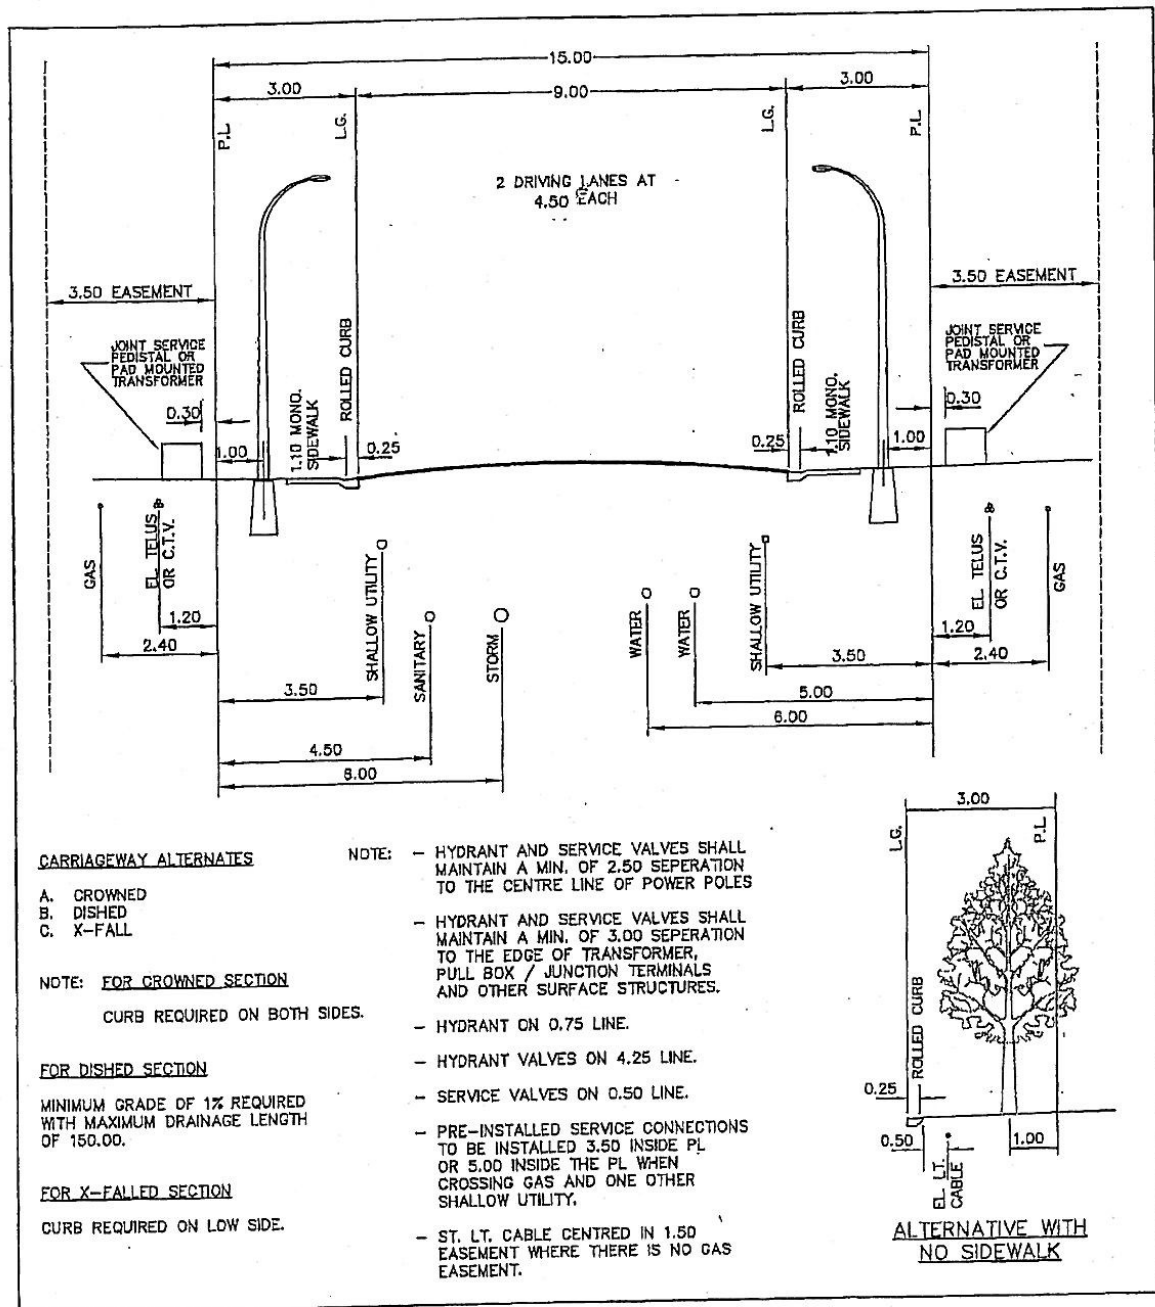 15.00
3.00
9.00
3.00
P.L.
L.G.
L.G.
P.L.
2 DRIVING LANES AT
4.50 EACH
3.50 EASEMENT
3.50 EASEMENT
JOINT SERVICE
PEDISTAL OR
PAD MOUNTED
TRANSFORMER
JOINT SERVICE
PEDISTAL OR
PAD MOUNTED
TRANSFORMER
0.30
1.00
1.10 MONO.
SIDEWALK
ROLLED CURB
0.25
0.25
ROLLED CURB
1.10 MONO.
SIDEWALK
1.00
0.30
GAS
EL TELUS
OR C.T.V.
SHALLOW UTILITY
SANITARY
STORM
WATER
WATER
SHALLOW UTILITY
EL TELUS
OR C.T.V.
GAS
1.20
2.40
3.50
4.50
6.00
1.20
2.40
3.50
5.00
6.00
CARRIAGEWAY ALTERNATES
A. CROWNED
B. DISHED
C. X-FALL
NOTE: FOR CROWNED SECTION
CURB REQUIRED ON BOTH SIDES.
FOR DISHED SECTION
MINIMUM GRADE OF 1% REQUIRED
WITH MAXIMUM DRAINAGE LENGTH
OF 150.00.
FOR X-FALLED SECTION
CURB REQUIRED ON LOW SIDE.
NOTE: - HYDRANT AND SERVICE VALVES SHALL
MAINTAIN A MIN. OF 2.50 SEPERATION
TO THE CENTRE LINE OF POWER POLES
- HYDRANT AND SERVICE VALVES SHALL
MAINTAIN A MIN. OF 3.00 SEPERATION
TO THE EDGE OF TRANSFORMER,
PULL BOX / JUNCTION TERMINALS
AND OTHER SURFACE STRUCTURES.
- HYDRANT ON 0.75 LINE.
- HYDRANT VALVES ON 4.25 LINE.
- SERVICE VALVES ON 0.50 LINE.
- PRE-INSTALLED SERVICE CONNECTIONS
TO BE INSTALLED 3.50 INSIDE PL
OR 5.00 INSIDE THE PL WHEN
CROSSING GAS AND ONE OTHER
SHALLOW UTILITY.
- ST. LT. CABLE CENTRED IN 1.50
EASEMENT WHERE THERE IS NO GAS
EASEMENT.
3.00
L.G.
P.L.
ROLLED CURB
0.25
0.50
EL LT.
CABLE
1.00
ALTERNATIVE WITH
NO SIDEWALK